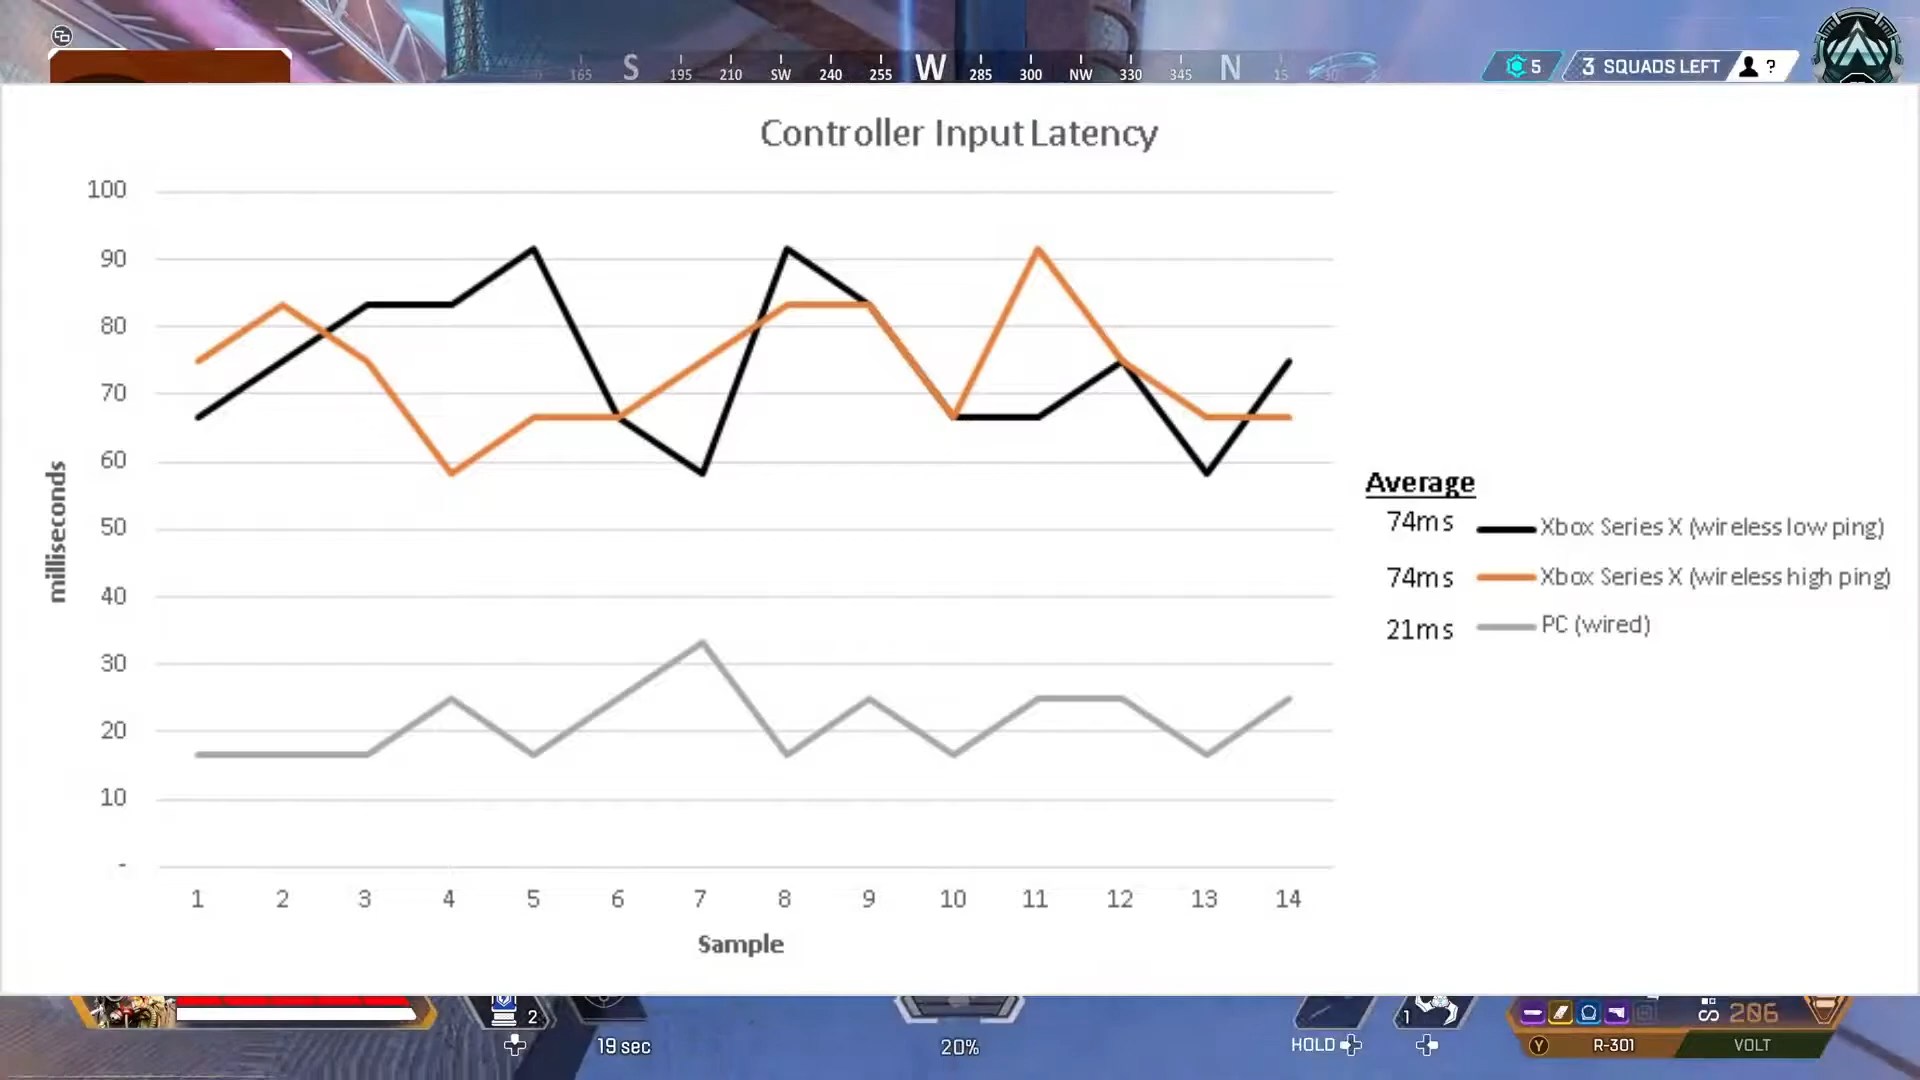 165 S 195 210 SW 240 255 W 285 300 NW 330 345 N 15 30
5 3 SQUADS LEFT ?
Controller Input Latency
100
90
80
70
60
50
40
30
20
10
-
milliseconds
1 2 3 4 5 6 7 8 9 10 11 12 13 14
Sample
Average
74ms Xbox Series X (wireless low ping)
74ms Xbox Series X (wireless high ping)
21ms PC (wired)
2
19 sec
20%
1
HOLD
206
Y R-301 VOLT